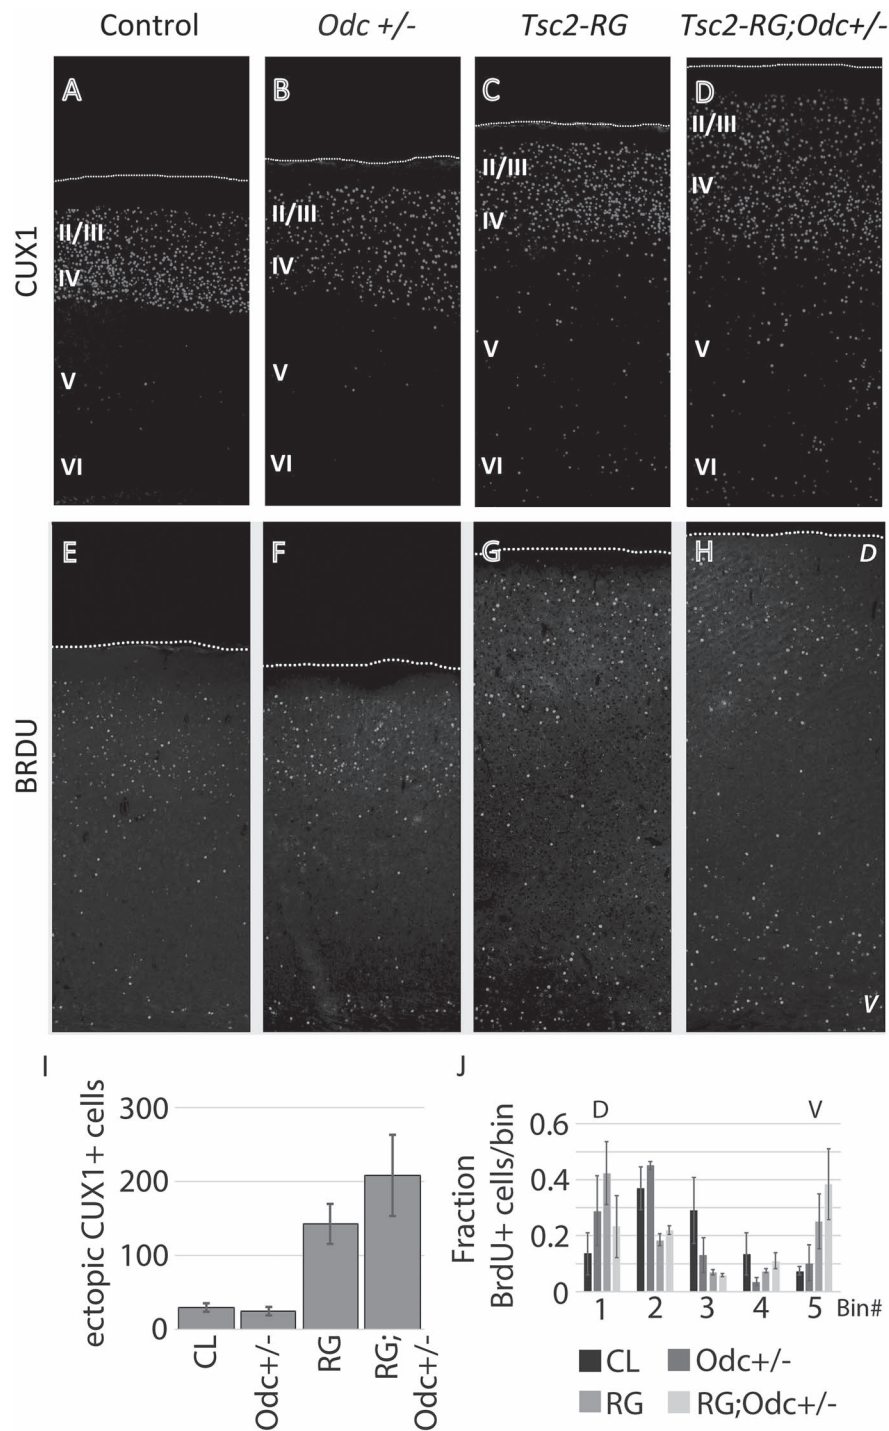 Control Odc +/- Tsc2-RG Tsc2-RG;Odc+/-
CUX1
A B C D
II/III II/III II/III II/III
IV IV IV IV
V V V V
VI VI VI VI
BRDU
E F G H D
V
I
ectopic CUX1+ cells
300
200
100
0
CL Odc+/- RG RG;
Odc+/-
J
Fraction
BrdU+ cells/bin
D V
0.6
0.4
0.2
0
1 2 3 4 5 Bin#
CL Odc+/-
RG RG;Odc+/-